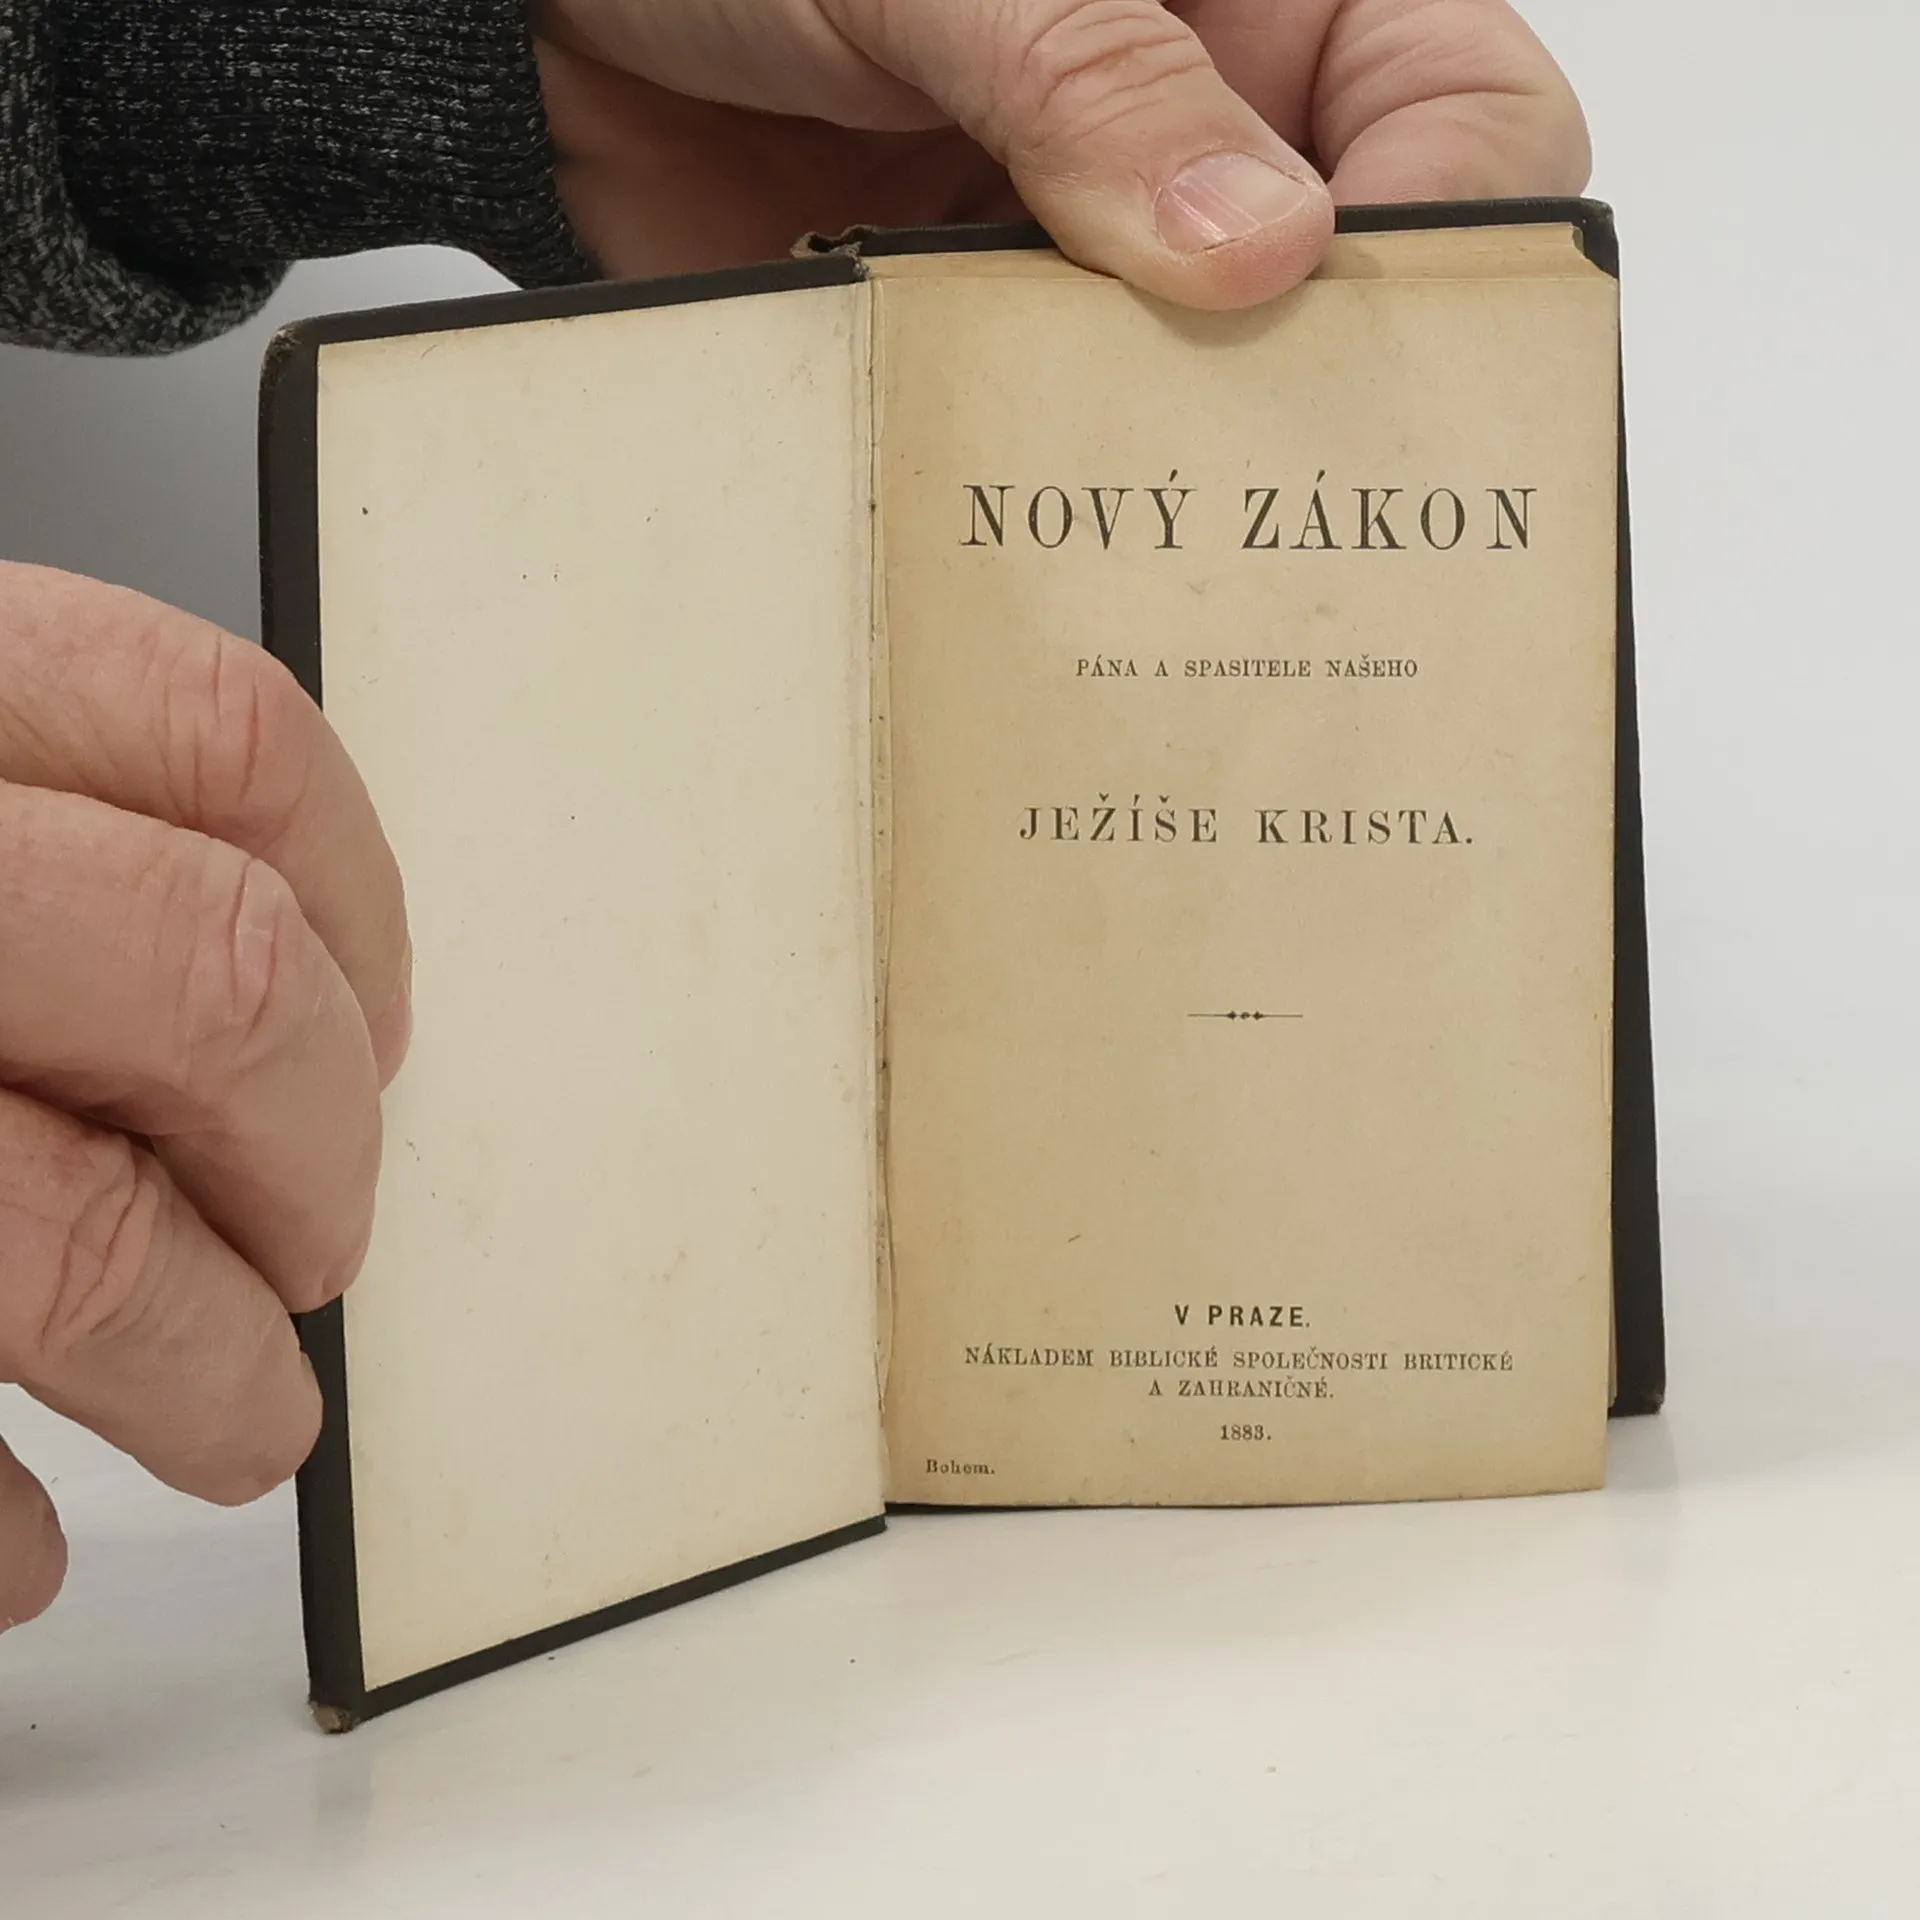 NOVÝ ZÁKON
PÁNA A SPASITELE NAŠEHO
JEŽÍŠE KRISTA.
V PRAZE.
NÁKLADEM BIBLICKÉ SPOLEČNOSTI BRITICKÉ
A ZAHRANIČNÉ.
1883.
Bohem.